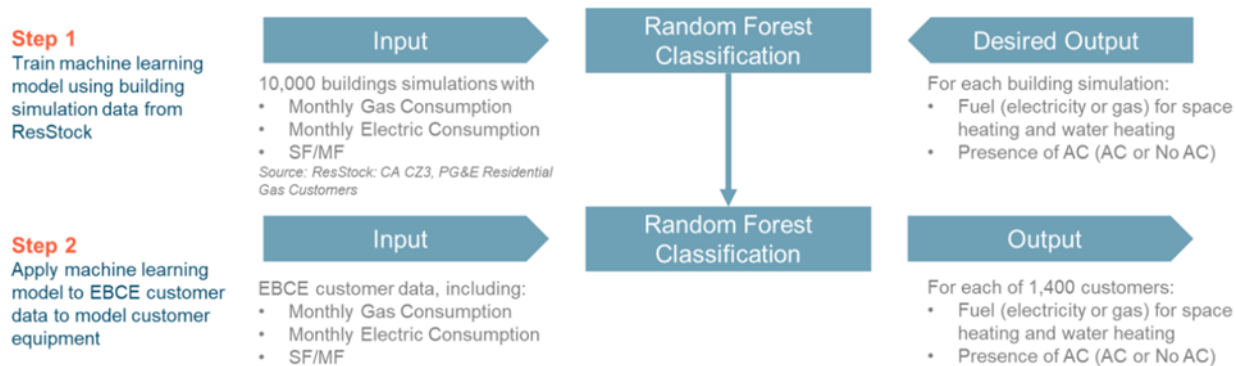 Step 1
Train machine learning
model using building
simulation data from
ResStock
Input
10,000 buildings simulations with
• Monthly Gas Consumption
• Monthly Electric Consumption
• SF/MF
Source: ResStock: CA CZ3, PG&E Residential
Gas Customers
Random Forest
Classification
Desired Output
For each building simulation:
• Fuel (electricity or gas) for space
heating and water heating
• Presence of AC (AC or No AC)
Step 2
Apply machine learning
model to EBCE customer
data to model customer
equipment
Input
EBCE customer data, including:
• Monthly Gas Consumption
• Monthly Electric Consumption
• SF/MF
Random Forest
Classification
Output
For each of 1,400 customers:
• Fuel (electricity or gas) for space
heating and water heating
• Presence of AC (AC or No AC)